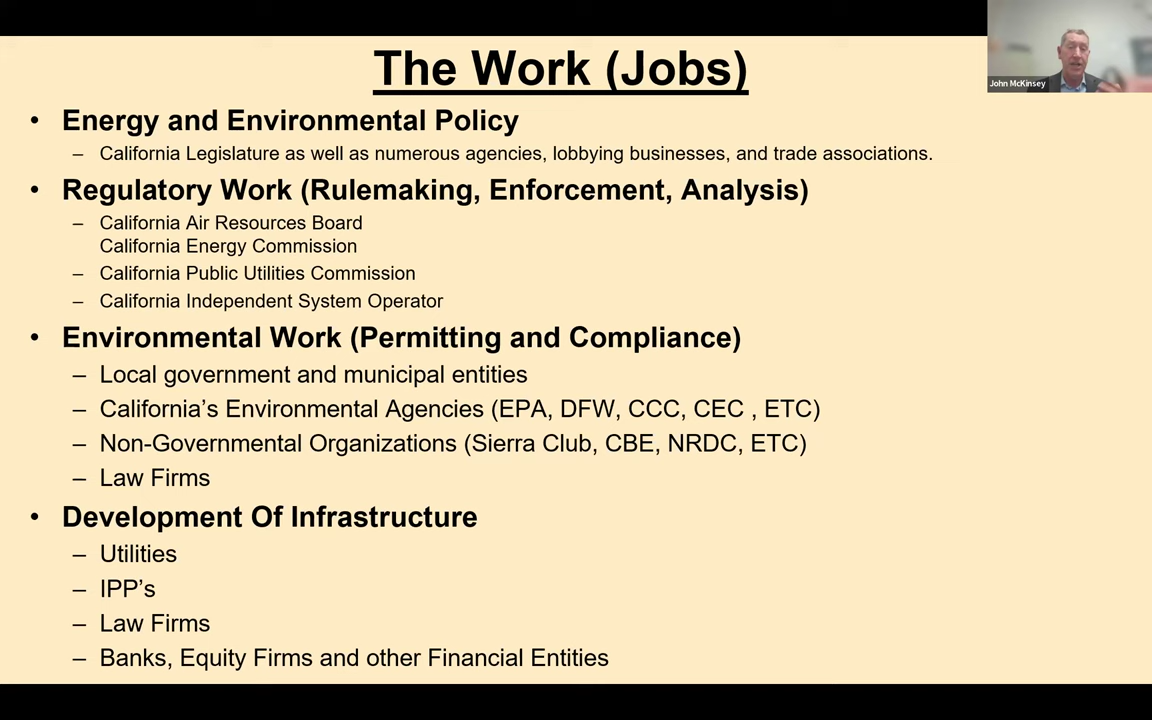 The Work (Jobs)
John McKinsey
• Energy and Environmental Policy
– California Legislature as well as numerous agencies, lobbying businesses, and trade associations.
• Regulatory Work (Rulemaking, Enforcement, Analysis)
– California Air Resources Board
California Energy Commission
– California Public Utilities Commission
– California Independent System Operator
• Environmental Work (Permitting and Compliance)
– Local government and municipal entities
– California’s Environmental Agencies (EPA, DFW, CCC, CEC , ETC)
– Non-Governmental Organizations (Sierra Club, CBE, NRDC, ETC)
– Law Firms
• Development Of Infrastructure
– Utilities
– IPP’s
– Law Firms
– Banks, Equity Firms and other Financial Entities